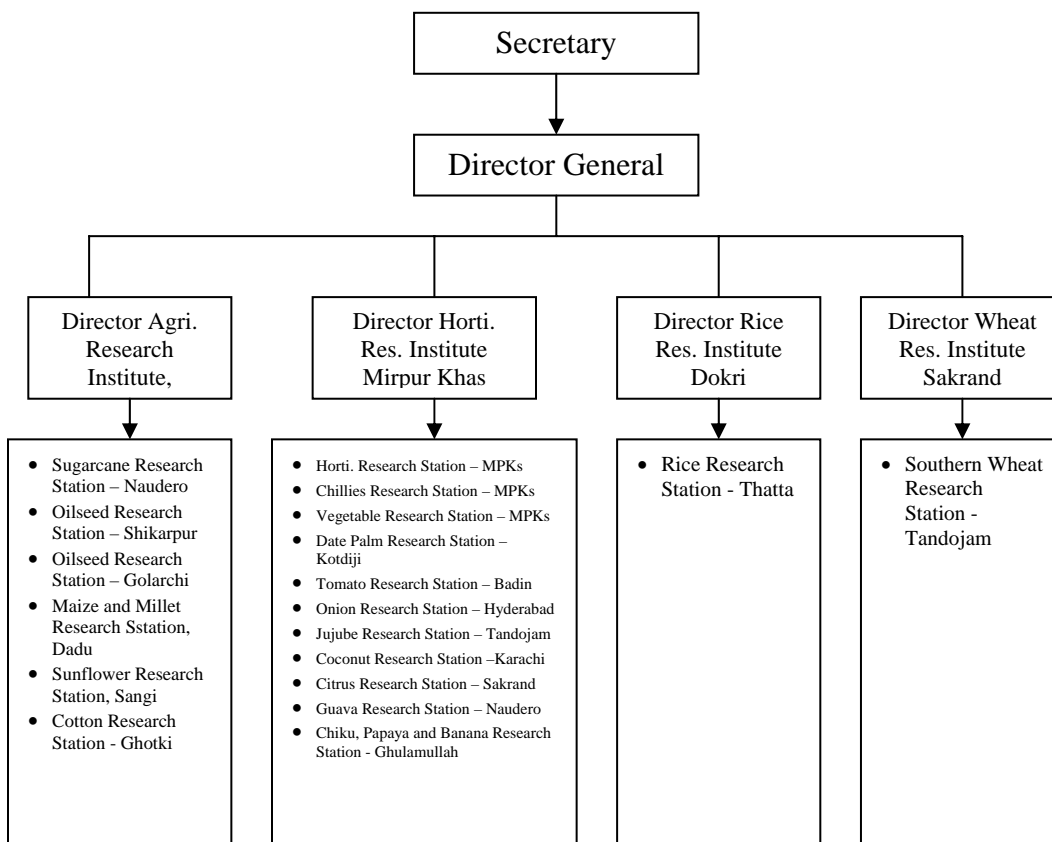 Secretary
Director General
Director Agri.
Research
Institute,
Director Horti.
Res. Institute
Mirpur Khas
Director Rice
Res. Institute
Dokri
Director Wheat
Res. Institute
Sakrand
• Sugarcane Research
Station – Naudero
• Oilseed Research
Station – Shikarpur
• Oilseed Research
Station – Golarchi
• Maize and Millet
Research Sstation,
Dadu
• Sunflower Research
Station, Sangi
• Cotton Research
Station - Ghotki
• Horti. Research Station – MPKs
• Chillies Research Station – MPKs
• Vegetable Research Station – MPKs
• Date Palm Research Station –
Kotdiji
• Tomato Research Station – Badin
• Onion Research Station – Hyderabad
• Jujube Research Station – Tandojam
• Coconut Research Station –Karachi
• Citrus Research Station – Sakrand
• Guava Research Station – Naudero
• Chiku, Papaya and Banana Research
Station - Ghulamullah
• Rice Research
Station - Thatta
• Southern Wheat
Research
Station -
Tandojam